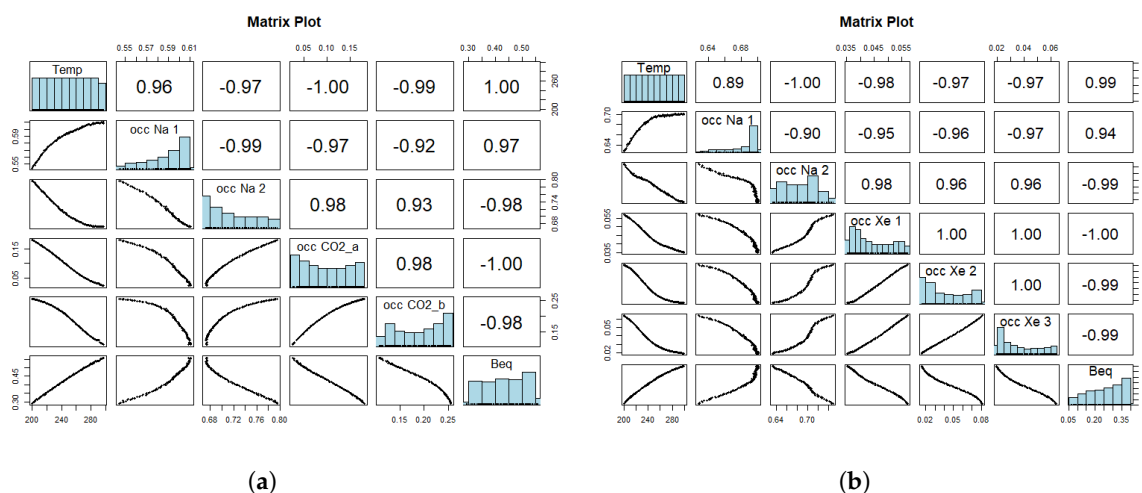 Matrix Plot
0.55 0.57 0.59 0.61 0.05 0.10 0.15 0.30 0.40 0.50
Temp 0.96 -0.97 -1.00 -0.99 1.00 200 260
0.55 0.59 occ Na 1 -0.99 -0.97 -0.92 0.97
occ Na 2 0.98 0.93 -0.98 0.68 0.74 0.80
0.05 0.15 occ CO2_a 0.98 -1.00
occ CO2_b -0.98 0.15 0.25
0.30 0.45 Beq
200 240 280 0.68 0.72 0.76 0.80 0.15 0.20 0.25
(a)
Matrix Plot
0.64 0.68 0.035 0.045 0.055 0.02 0.04 0.06
Temp 0.89 -1.00 -0.98 -0.97 -0.97 0.99
0.64 0.70 occ Na 1 -0.90 -0.95 -0.96 -0.97 0.94
occ Na 2 0.98 0.96 0.96 -0.99
0.035 0.055 occ Xe 1 1.00 1.00 -1.00
occ Xe 2 1.00 -0.99
0.02 0.05 occ Xe 3 -0.99
Beq
200 240 280 0.64 0.70 0.02 0.04 0.08 0.05 0.20 0.35
(b)